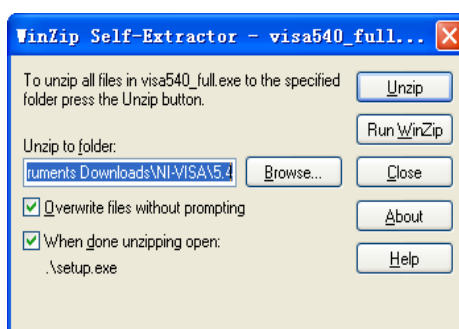 WinZip Self-Extractor - visa540_full...
To unzip all files in visa540_full.exe to the specified
folder press the Unzip button.
Unzip to folder:
ruments Downloads\NI-VISA\5.4
Browse...
Overwrite files without prompting
When done unzipping open:
.\setup.exe
Unzip
Run WinZip
Close
About
Help